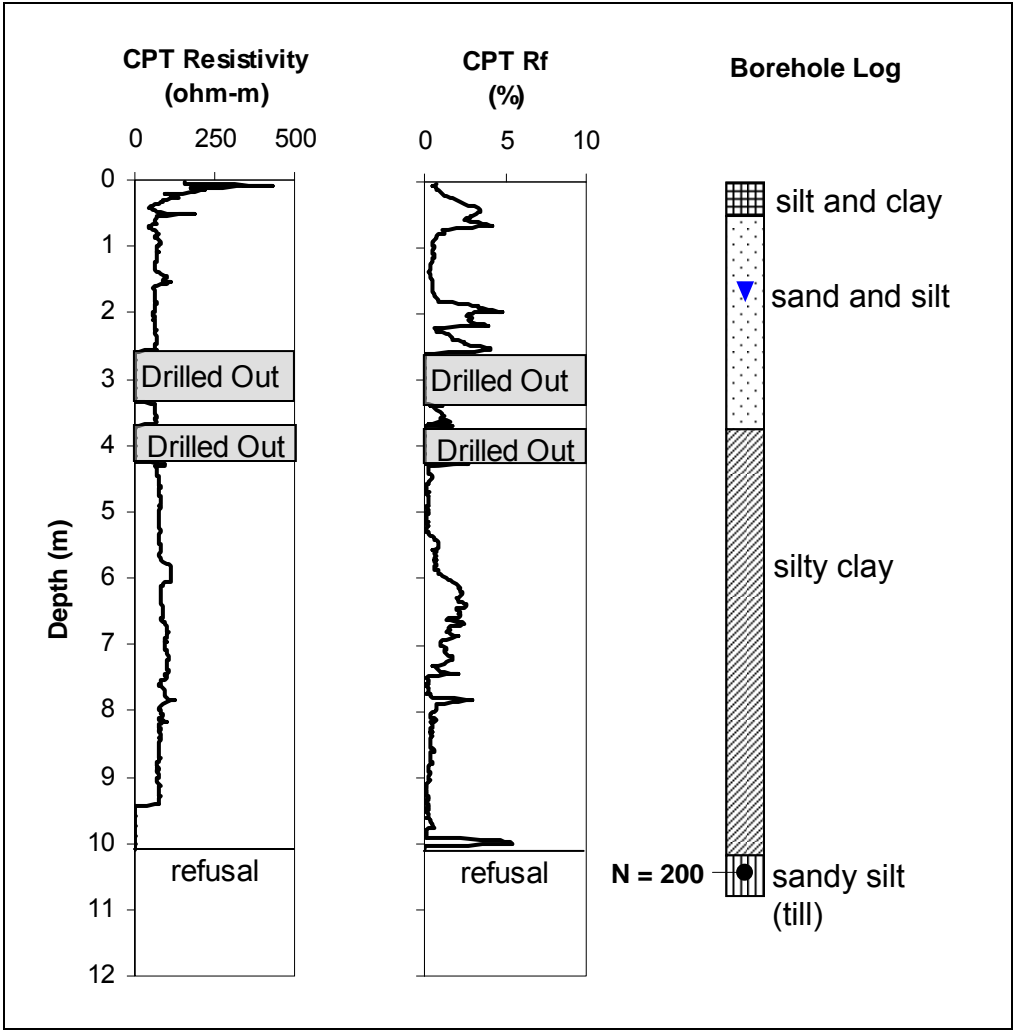 CPT Resistivity
(ohm-m)
0 250 500
CPT Rf
(%)
0 5 10
Borehole Log
Depth (m)
0
1
2
3
4
5
6
7
8
9
10
11
12
Drilled Out
Drilled Out
refusal
Drilled Out
Drilled Out
refusal
silt and clay
sand and silt
silty clay
N = 200
sandy silt
(till)